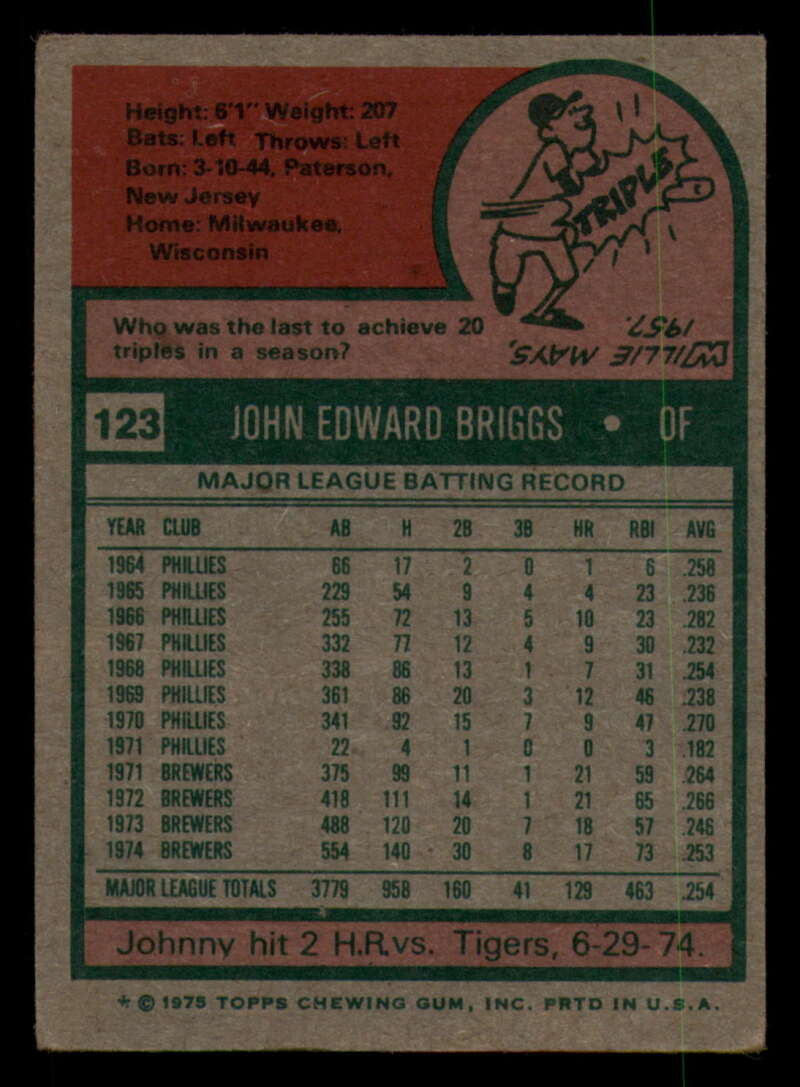 Height: 6'1" Weight: 207
Bats: Left Throws: Left
Born: 3-10-44, Paterson,
New Jersey
Home: Milwaukee,
Wisconsin
TRIPLE
Who was the last to achieve 20
triples in a season?
WILLIE MAYS,
1957.
123 JOHN EDWARD BRIGGS • OF
MAJOR LEAGUE BATTING RECORD
YEAR CLUB AB H 2B 3B HR RBI AVG
1964 PHILLIES 66 17 2 0 1 6 .258
1965 PHILLIES 229 54 9 4 4 23 .236
1966 PHILLIES 255 72 13 5 10 23 .282
1967 PHILLIES 332 77 12 4 9 30 .232
1968 PHILLIES 338 86 13 1 7 31 .254
1969 PHILLIES 361 86 20 3 12 46 .238
1970 PHILLIES 341 92 15 7 9 47 .270
1971 PHILLIES 22 4 1 0 0 3 .182
1971 BREWERS 375 99 11 1 21 59 .264
1972 BREWERS 418 111 14 1 21 65 .266
1973 BREWERS 488 120 20 7 18 57 .246
1974 BREWERS 554 140 30 8 17 73 .253
MAJOR LEAGUE TOTALS 3779 958 160 41 129 463 .254
Johnny hit 2 H.R.vs. Tigers, 6-29-74.
* © 1975 TOPPS CHEWING GUM, INC. PRTD IN U.S.A.